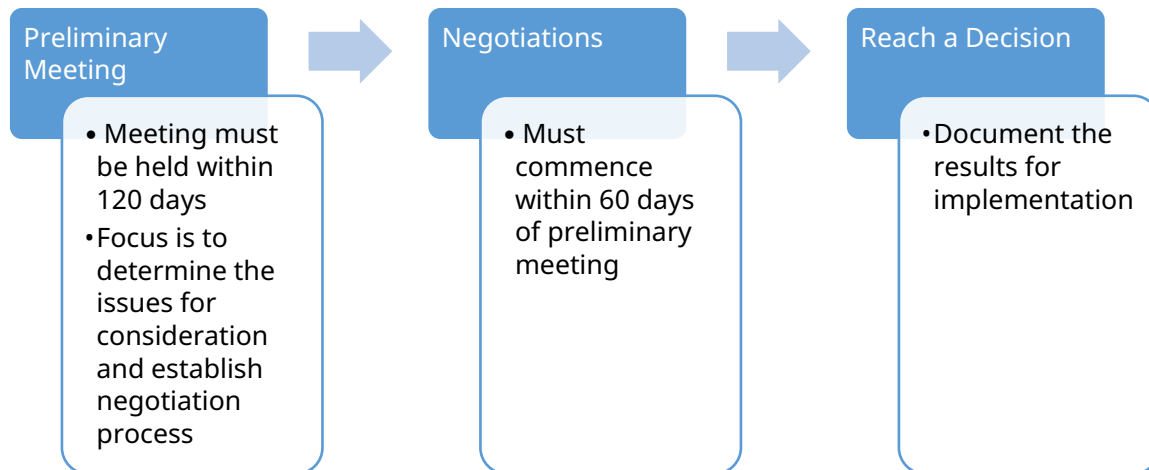 Preliminary
Meeting
• Meeting must
be held within
120 days
•Focus is to
determine the
issues for
consideration
and establish
negotiation
process
Negotiations
• Must
commence
within 60 days
of preliminary
meeting
Reach a Decision
•Document the
results for
implementation